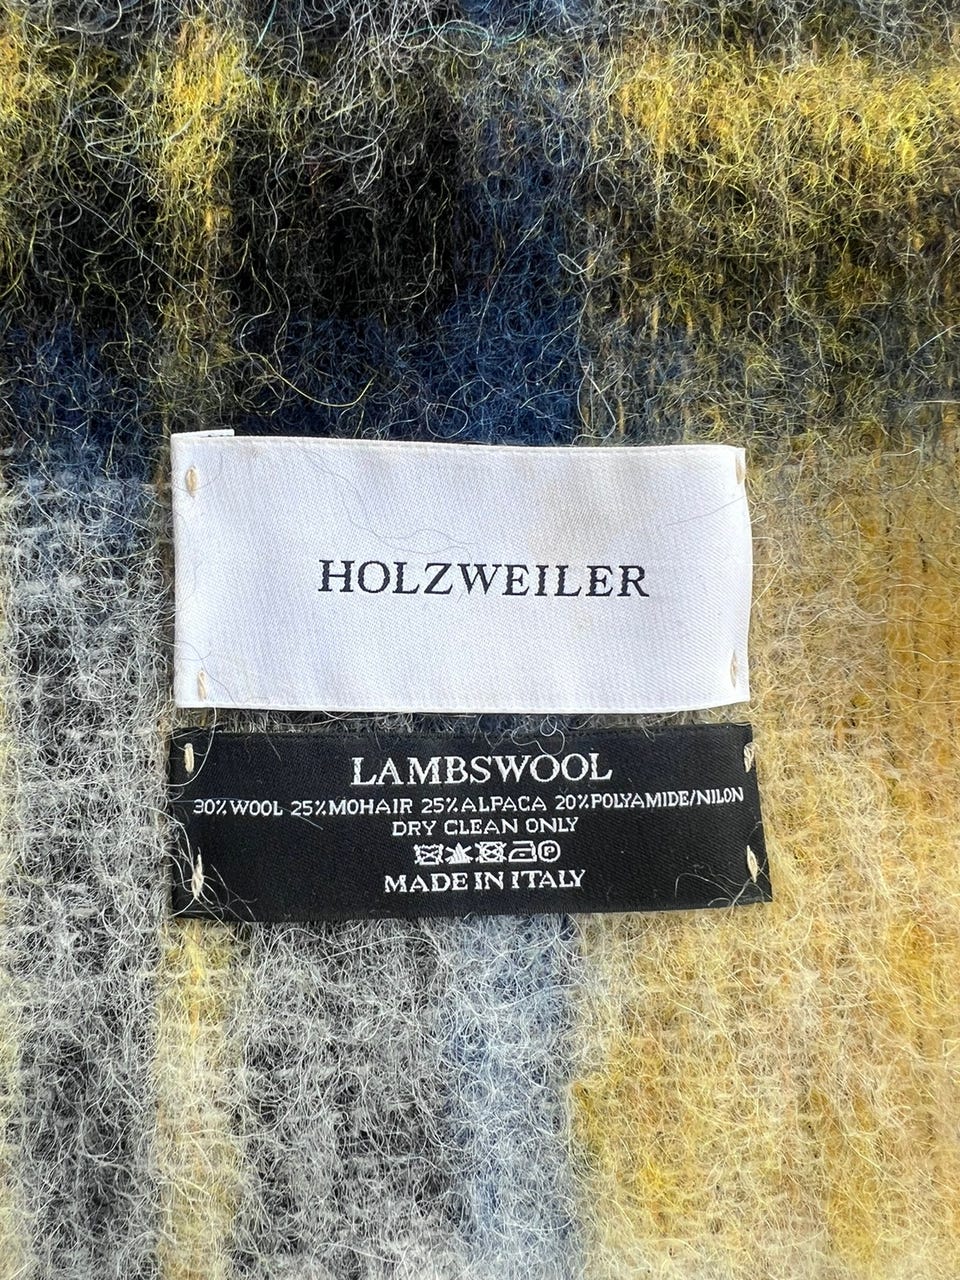 HOLZWEILER
LAMBSWOOL
30% WOOL 25% MOHAIR 25% ALPACA 20% POLYAMIDE/NILON
DRY CLEAN ONLY
P
MADE IN ITALY